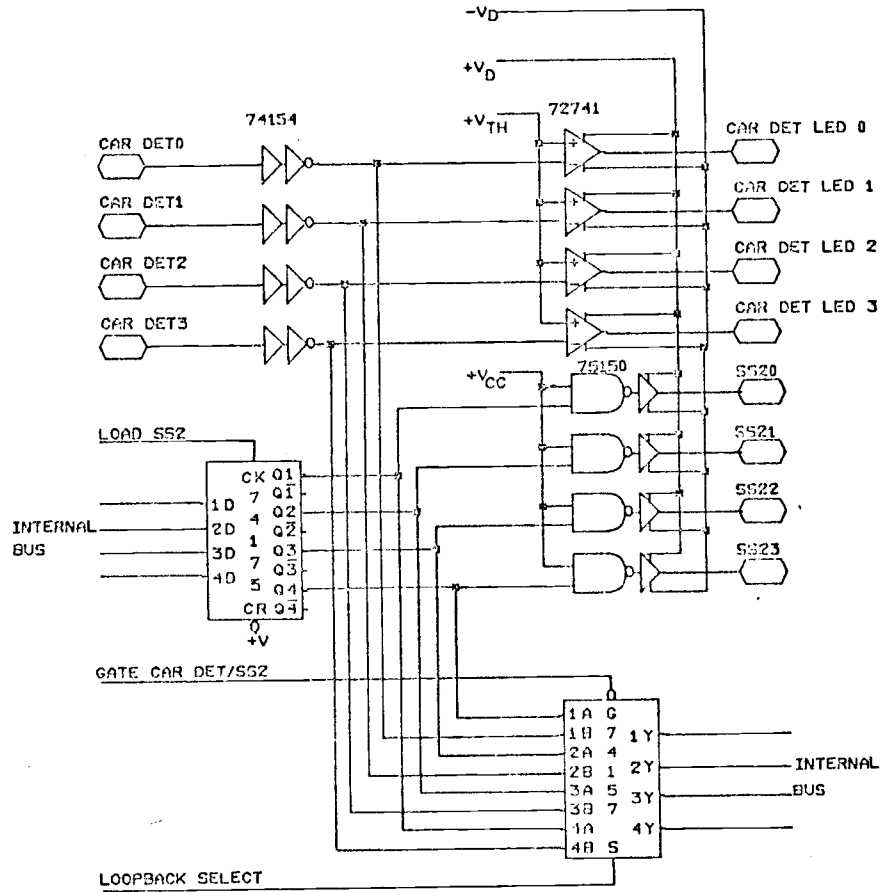 -VD
+VD
74154
+VTH
72741
CAR DET0
CAR DET LED 0
CAR DET1
CAR DET LED 1
CAR DET2
CAR DET LED 2
CAR DET3
CAR DET LED 3
+VCC
75150
SS20
LOAD SS2
SS21
CK Q1
7 Q1
1D
4 Q2
2D
INTERNAL
BUS
1 Q2
3D
7 Q3
4D
Q3
5 Q4
CR Q4
+V
SS22
SS23
GATE CAR DET/SS2
1A G
1B 7 1Y
2A 4
2B 1 2Y
INTERNAL
BUS
3A 5 3Y
3B 7
4A 4Y
4B S
LOOPBACK SELECT